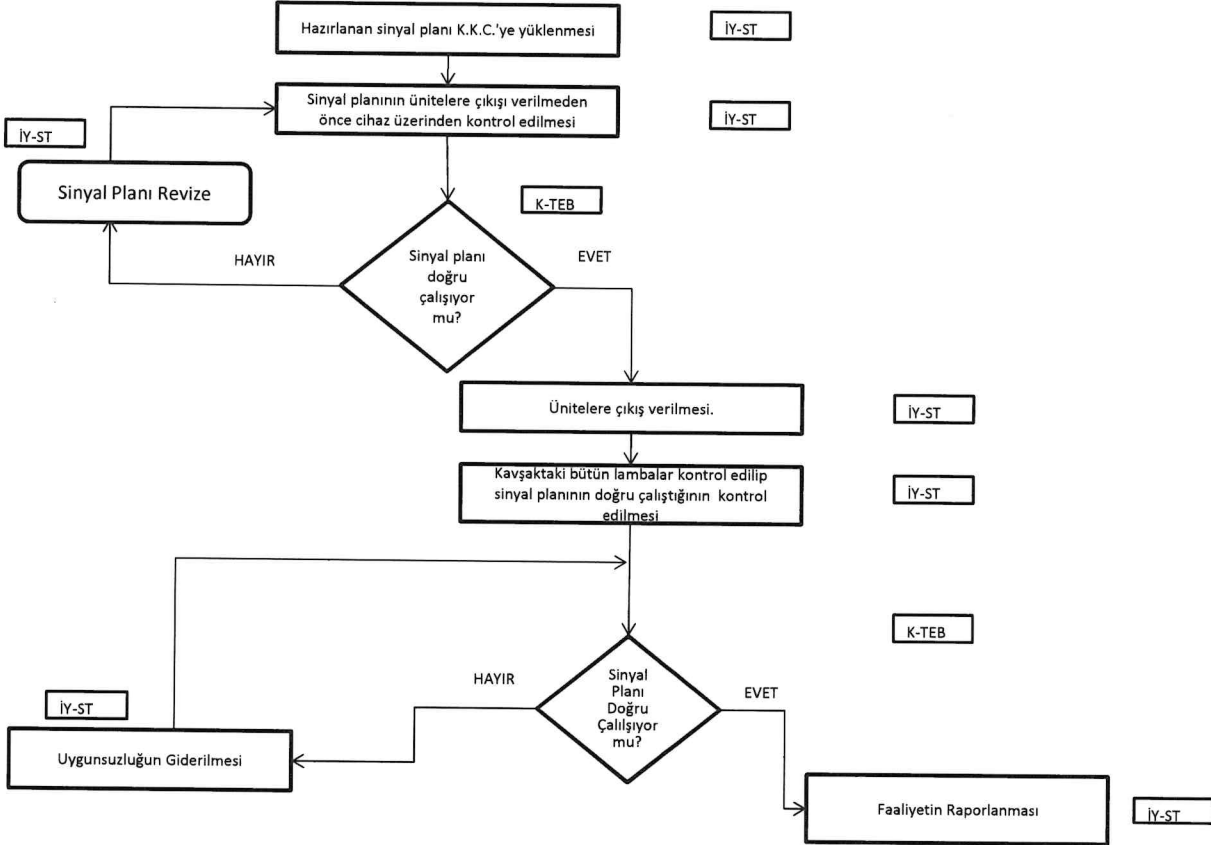 Hazırlanan sinyal planı K.K.C.'ye yüklenmesi
İY-ST
Sinyal planının ünitelere çıkışı verilmeden
önce cihaz üzerinden kontrol edilmesi
İY-ST
İY-ST
Sinyal Planı Revize
K-TEB
HAYIR
Sinyal planı
doğru
çalışıyor
mu?
EVET
Ünitelere çıkış verilmesi.
İY-ST
Kavşaktaki bütün lambalar kontrol edilip
sinyal planının doğru çalıştığının kontrol
edilmesi
İY-ST
K-TEB
HAYIR
Sinyal
Planı
Doğru
Çalılşıyor
mu?
EVET
İY-ST
Uygunsuzluğun Giderilmesi
Faaliyetin Raporlanması
İY-ST